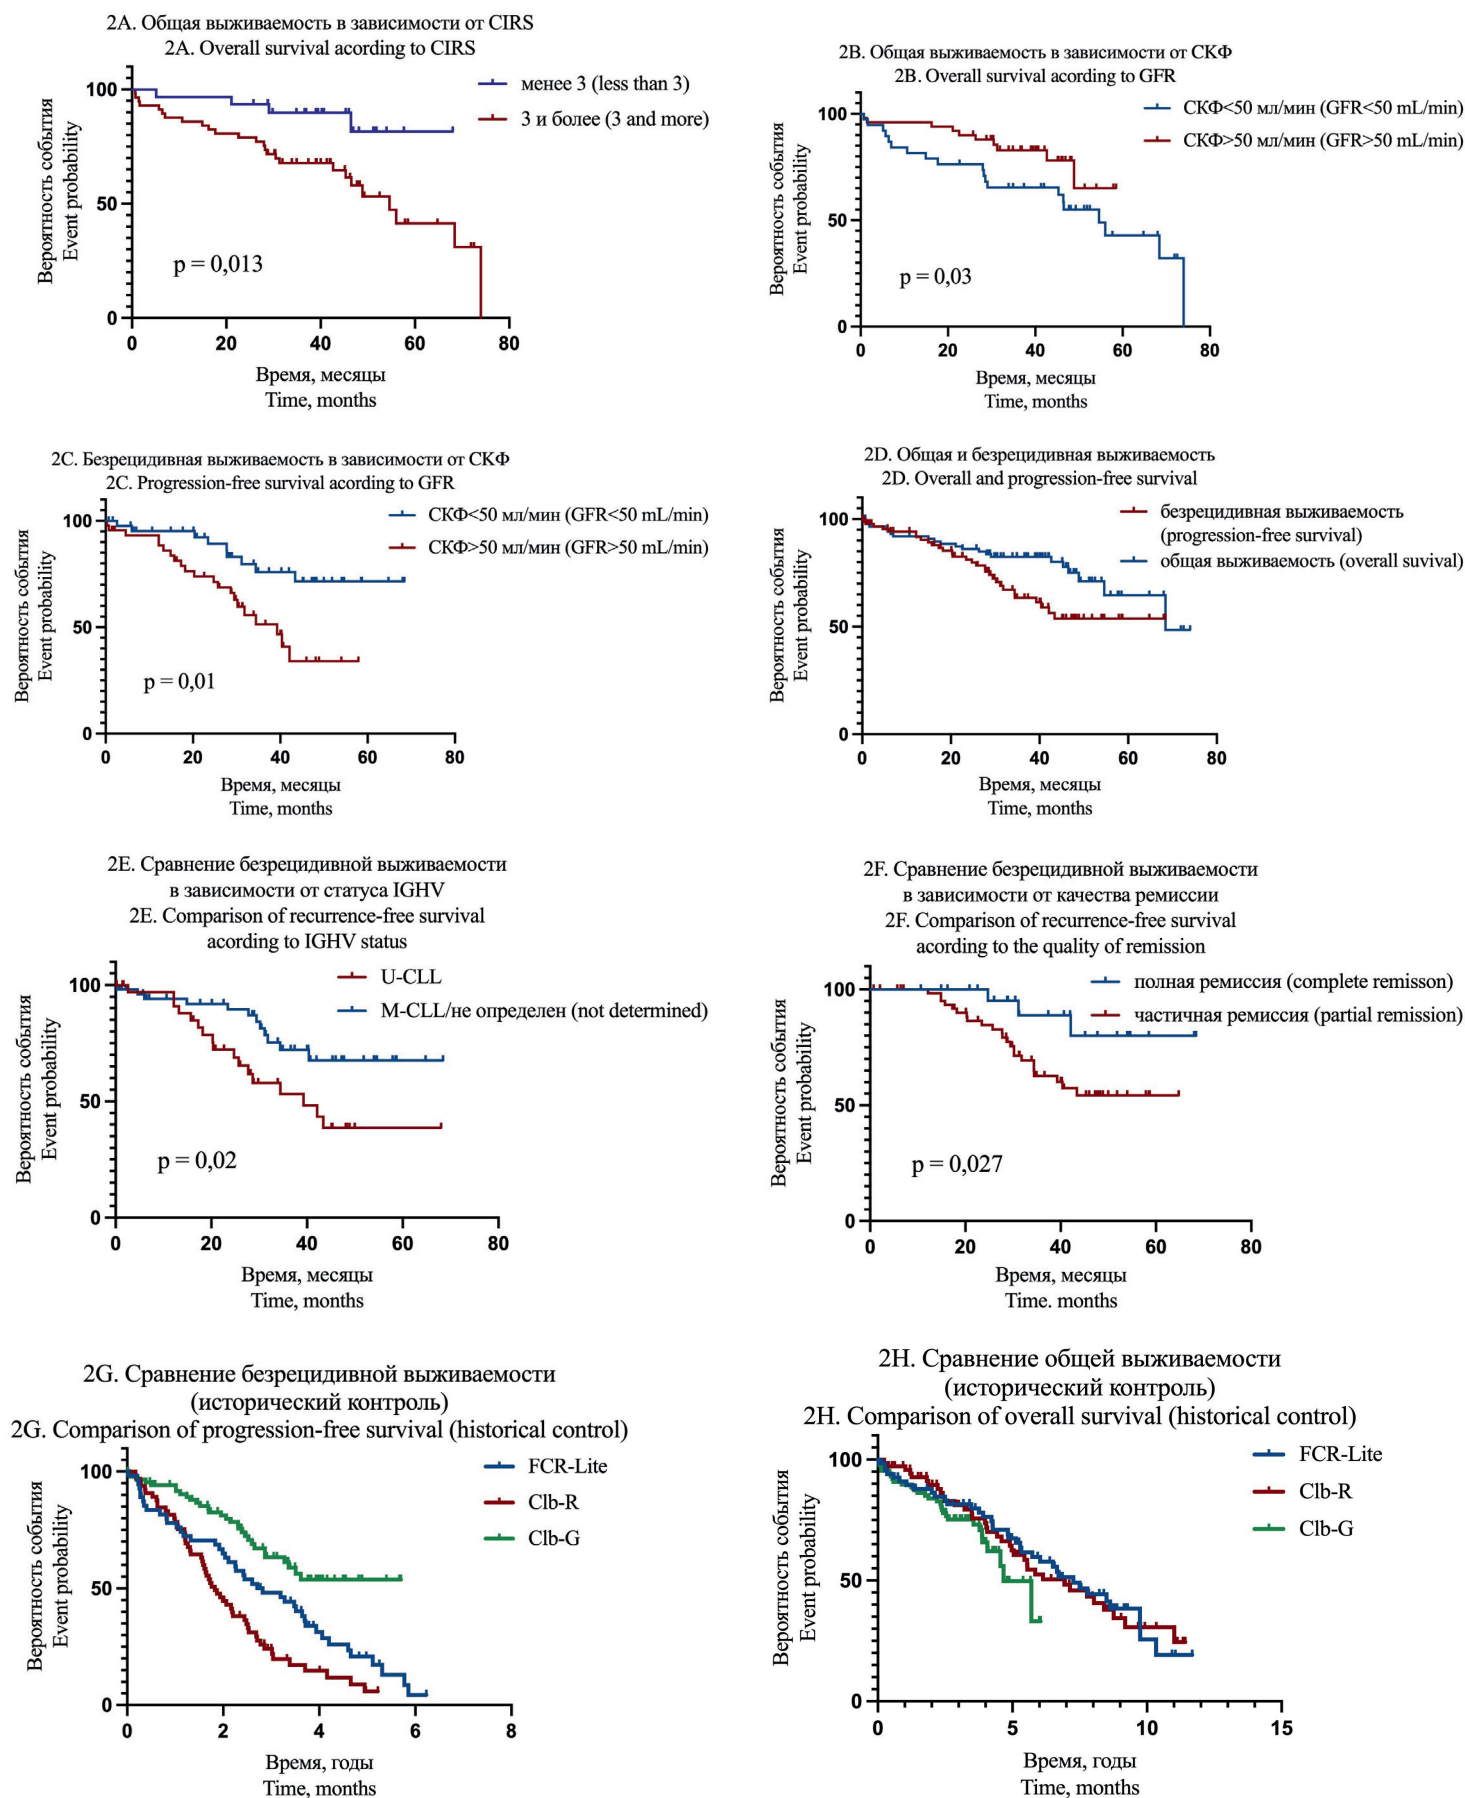 2A. Общая выживаемость в зависимости от CIRS
2A. Overall survival acording to CIRS
менее 3 (less than 3)
3 и более (3 and more)
Вероятность события
Event probability
100
50
0
p = 0,013
0 20 40 60 80
Время, месяцы
Time, months
2B. Общая выживаемость в зависимости от СКФ
2B. Overall survival acording to GFR
СКФ<50 мл/мин (GFR<50 mL/min)
СКФ>50 мл/мин (GFR>50 mL/min)
Вероятность события
Event probability
100
50
0
p = 0,03
0 20 40 60 80
Время, месяцы
Time, months
2C. Безрецидивная выживаемость в зависимости от СКФ
2C. Progression-free survival acording to GFR
СКФ<50 мл/мин (GFR<50 mL/min)
СКФ>50 мл/мин (GFR>50 mL/min)
Вероятность события
Event probability
100
50
0
p = 0,01
0 20 40 60 80
Время, месяцы
Time, months
2D. Общая и безрецидивная выживаемость
2D. Overall and progression-free survival
безрецидивная выживаемость
(progression-free survival)
общая выживаемость (overall suvival)
Вероятность события
Event probability
100
50
0
0 20 40 60 80
Время, месяцы
Time, months
2E. Сравнение безрецидивной выживаемости
в зависимости от статуса IGHV
2E. Comparison of recurrence-free survival
acording to IGHV status
U-CLL
M-CLL/не определен (not determined)
Вероятность события
Event probability
100
50
0
p = 0,02
0 20 40 60 80
Время, месяцы
Time, months
2F. Сравнение безрецидивной выживаемости
в зависимости от качества ремиссии
2F. Comparison of recurrence-free survival
acording to the quality of remission
полная ремиссия (complete remisson)
частичная ремиссия (partial remission)
Вероятность события
Event probability
100
50
0
p = 0,027
0 20 40 60 80
Время, месяцы
Time. months
2G. Сравнение безрецидивной выживаемости
(исторический контроль)
2G. Comparison of progression-free survival (historical control)
FCR-Lite
Clb-R
Clb-G
Вероятность события
Event probability
100
50
0
0 2 4 6 8
Время, годы
Time, months
2H. Сравнение общей выживаемости
(исторический контроль)
2H. Comparison of overall survival (historical control)
FCR-Lite
Clb-R
Clb-G
Вероятность события
Event probability
100
50
0
0 5 10 15
Время, годы
Time, months